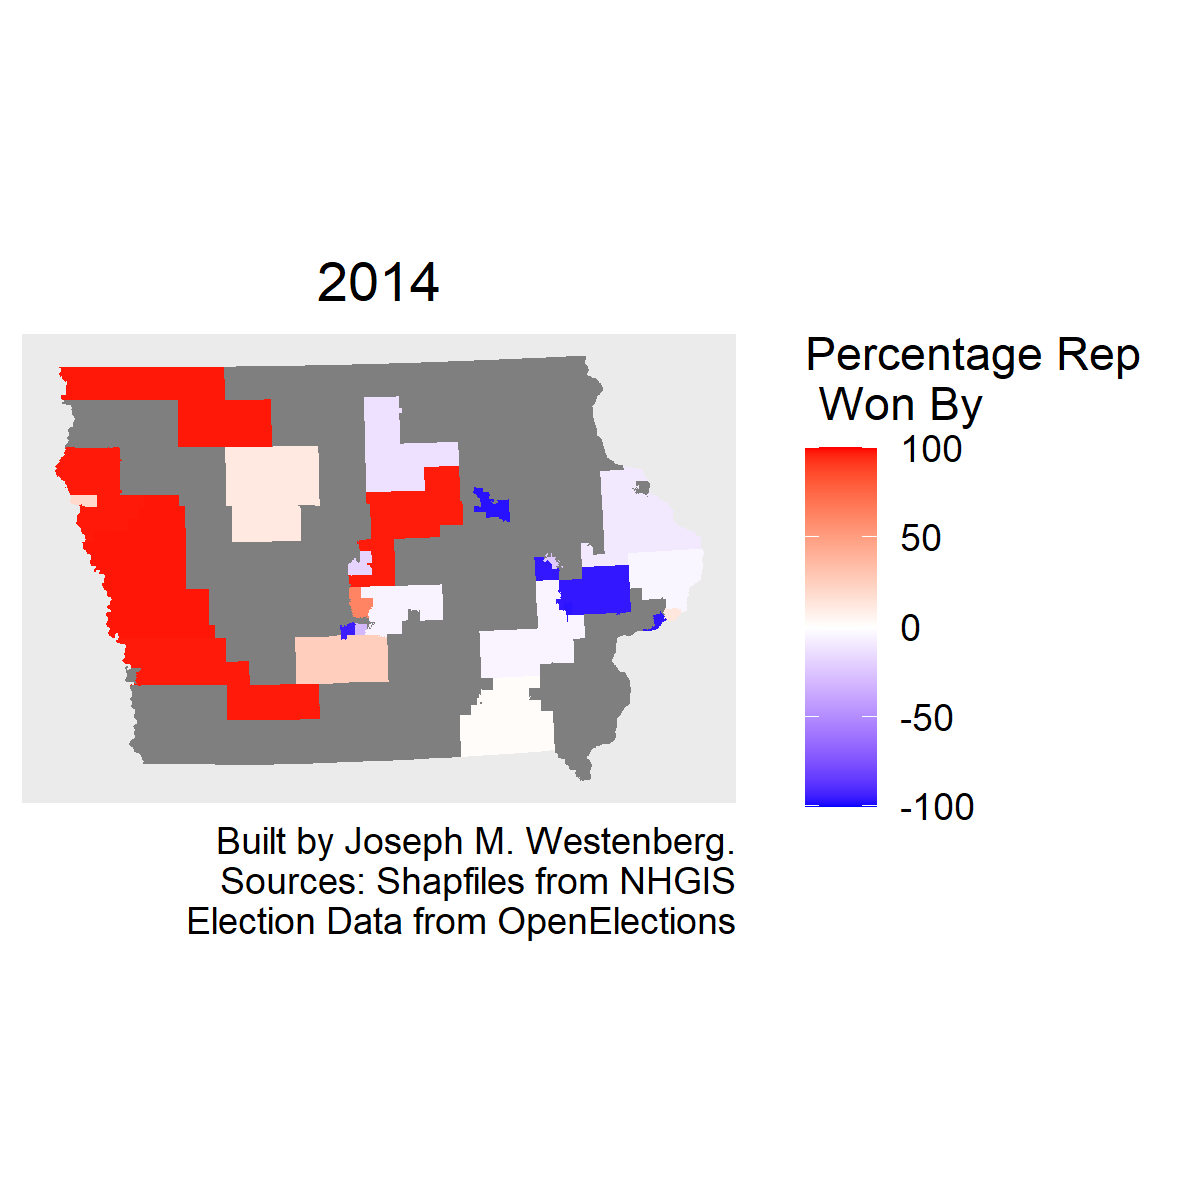 2014
Percentage Rep
Won By
100
50
0
-50
-100
Built by Joseph M. Westenberg.
Sources: Shapfiles from NHGIS
Election Data from OpenElections